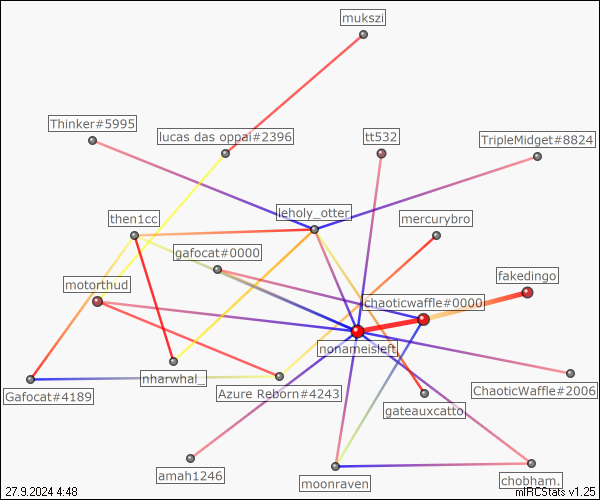 mukszi
Thinker#5995
lucas das oppai#2396
tt532
TripleMidget#8824
then1cc
leholy_otter
mercurybro
gafocat#0000
motorthud
fakedingo
chaoticwaffle#0000
nonameisleft
nharwhal_
Gafocat#4189
Azure Reborn#4243
ChaoticWaffle#2006
gateauxcatto
amah1246
moonraven
chobham.
27.9.2024 4:48
mIRCStats v1.25